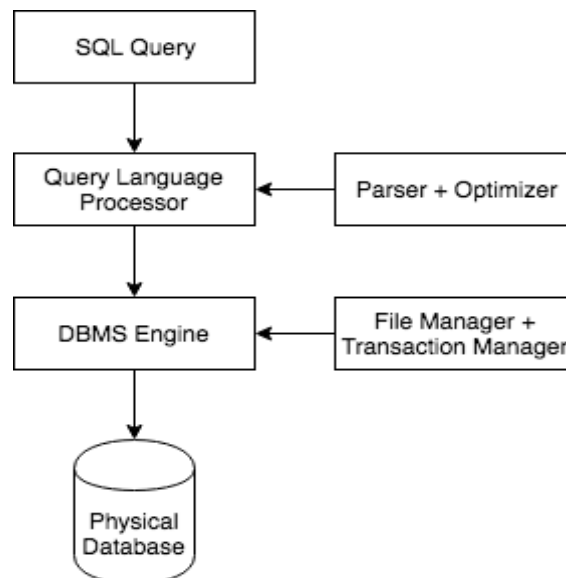 SQL Query
Query Language
Processor
Parser + Optimizer
DBMS Engine
File Manager +
Transaction Manager
Physical
Database